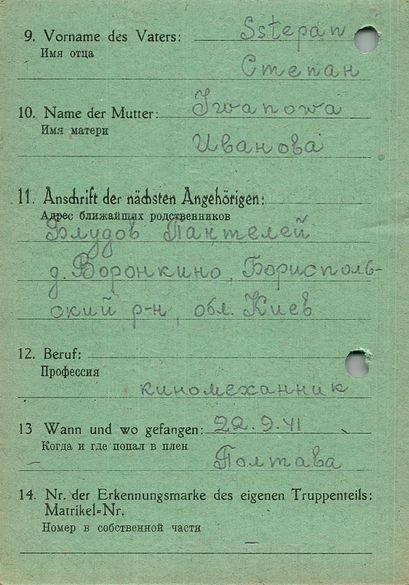 9. Vorname des Vaters: Sstepan
Имя отца
Степан
10. Name der Mutter: Iwanowa
Имя матери
Иванова
11. Anschrift der nächsten Angehörigen:
Адрес ближайших родственников
Блудов Пантелей
д. Воронкино, Борисполь-
ский р-н, обл. Киев
12. Beruf:
Профессия
киномеханник
13 Wann und wo gefangen: 22.9.41
Когда и где попал в плен
Полтава
14. Nr. der Erkennungsmarke des eigenen Truppenteils:
Matrikel=Nr.
Номер в собственной части
-